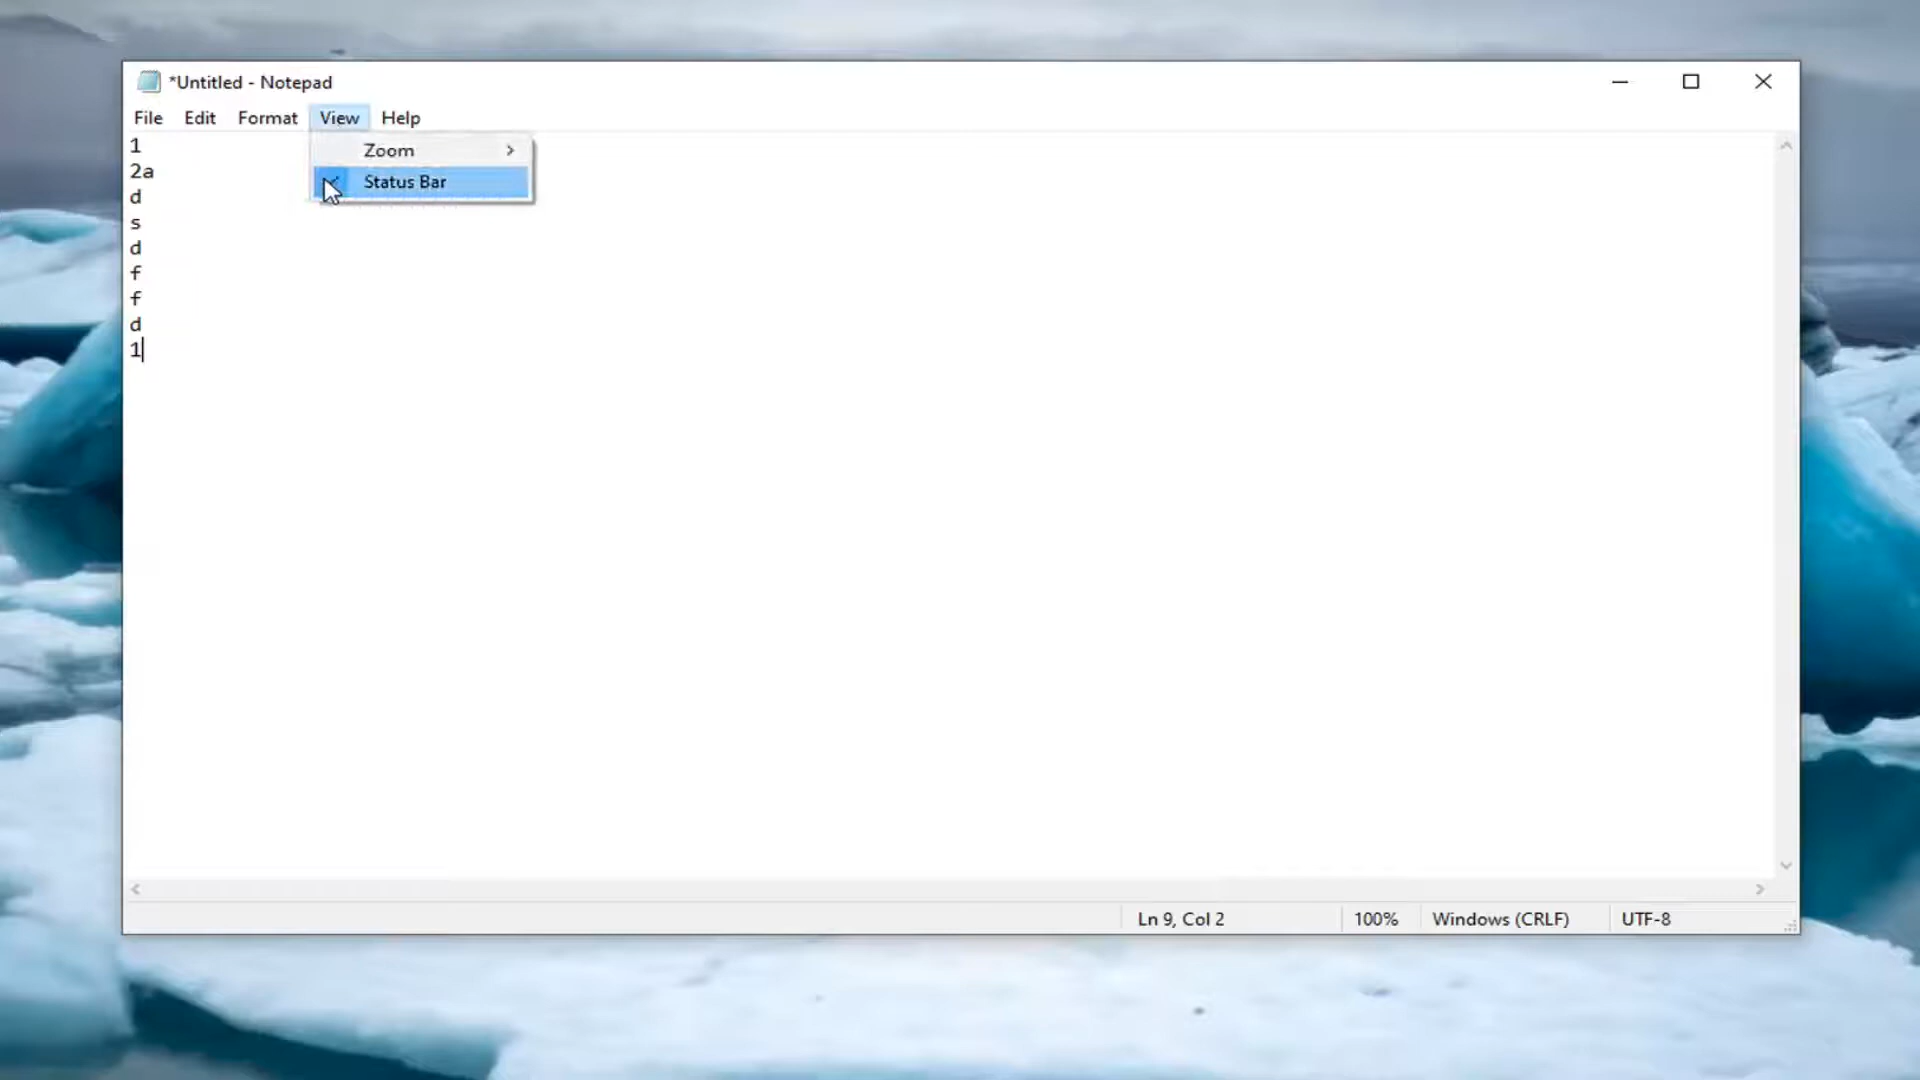 *Untitled - Notepad
File Edit Format View Help
Zoom
Status Bar
1
2a
d
s
d
f
f
d
1
Ln 9, Col 2 100% Windows (CRLF) UTF-8